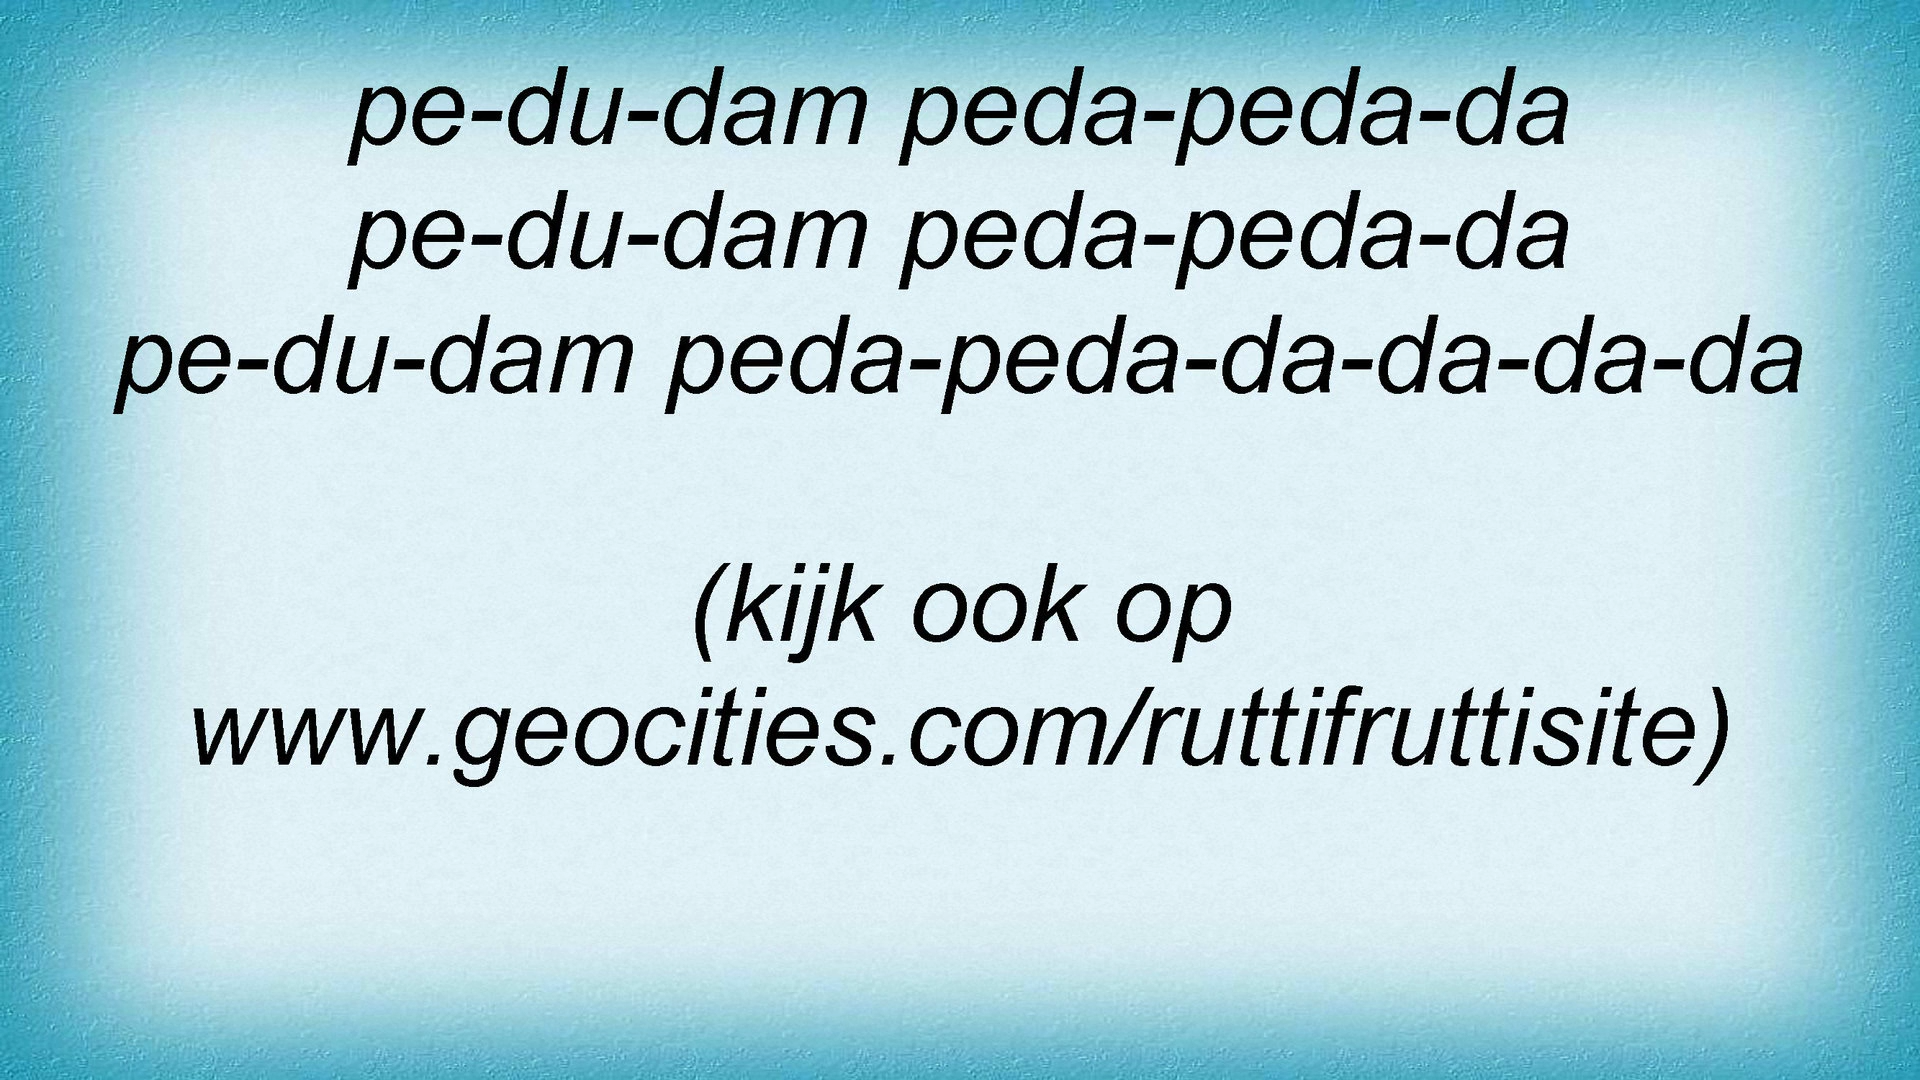 pe-du-dam peda-peda-da
pe-du-dam peda-peda-da
pe-du-dam peda-peda-da-da-da-da
(kijk ook op
www.geocities.com/ruttifruttisite)